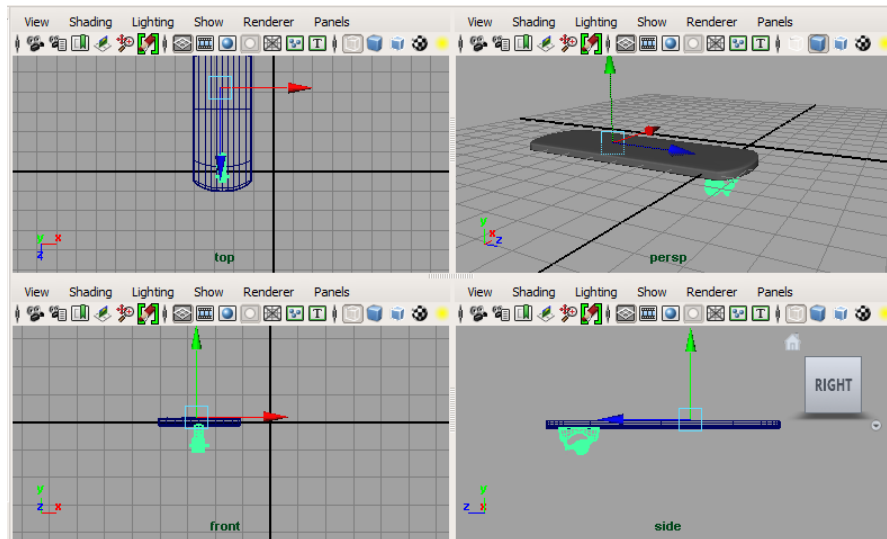 View Shading Lighting Show Renderer Panels
T
y x
z
top
View Shading Lighting Show Renderer Panels
T
y
x
z
persp
View Shading Lighting Show Renderer Panels
T
y
z x
front
View Shading Lighting Show Renderer Panels
T
RIGHT
y
z x
side